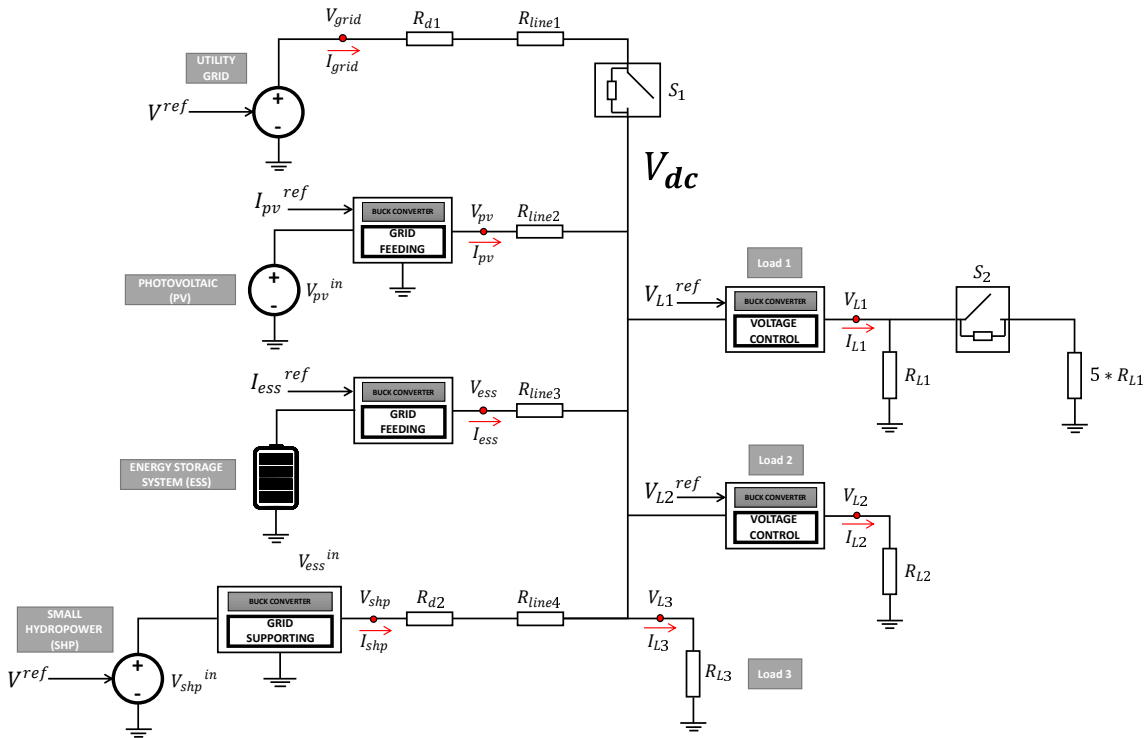 V_grid
R_d1
R_line1
I_grid
UTILITY
GRID
+
-
V^ref
S_1
V_dc
I_pv^ref
BUCK CONVERTER
GRID
FEEDING
V_pv
I_pv
R_line2
PHOTOVOLTAIC
(PV)
+
-
V_pv^in
Load 1
V_L1^ref
BUCK CONVERTER
VOLTAGE
CONTROL
V_L1
I_L1
S_2
R_L1
5 * R_L1
I_ess^ref
BUCK CONVERTER
GRID
FEEDING
V_ess
I_ess
R_line3
ENERGY STORAGE
SYSTEM (ESS)
V_ess^in
Load 2
V_L2^ref
BUCK CONVERTER
VOLTAGE
CONTROL
V_L2
I_L2
R_L2
SMALL
HYDROPOWER
(SHP)
+
-
V^ref
V_shp^in
BUCK CONVERTER
GRID
SUPPORTING
V_shp
I_shp
R_d2
R_line4
V_L3
I_L3
R_L3
Load 3